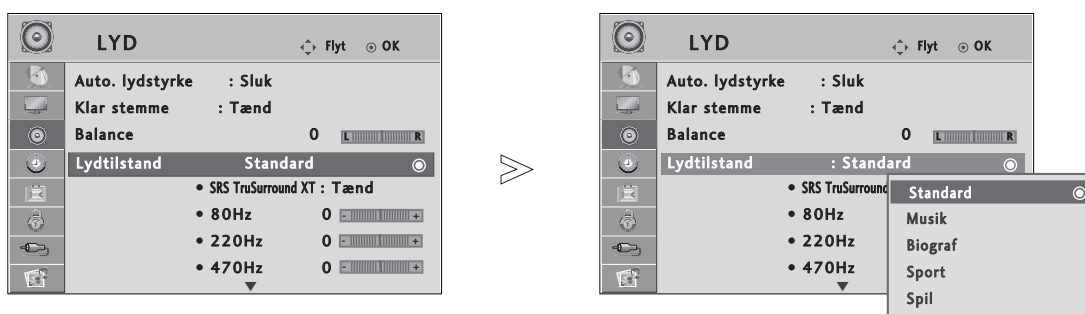 LYD Flyt OK
Auto. lydstyrke : Sluk
Klar stemme : Tænd
Balance 0 L R
Lydtilstand Standard
• SRS TruSurround XT : Tænd
• 80Hz 0 - +
• 220Hz 0 - +
• 470Hz 0 - +
LYD Flyt OK
Auto. lydstyrke : Sluk
Klar stemme : Tænd
Balance 0 L R
Lydtilstand : Standard
• SRS TruSurround
• 80Hz
• 220Hz
• 470Hz
Standard
Musik
Biograf
Sport
Spil